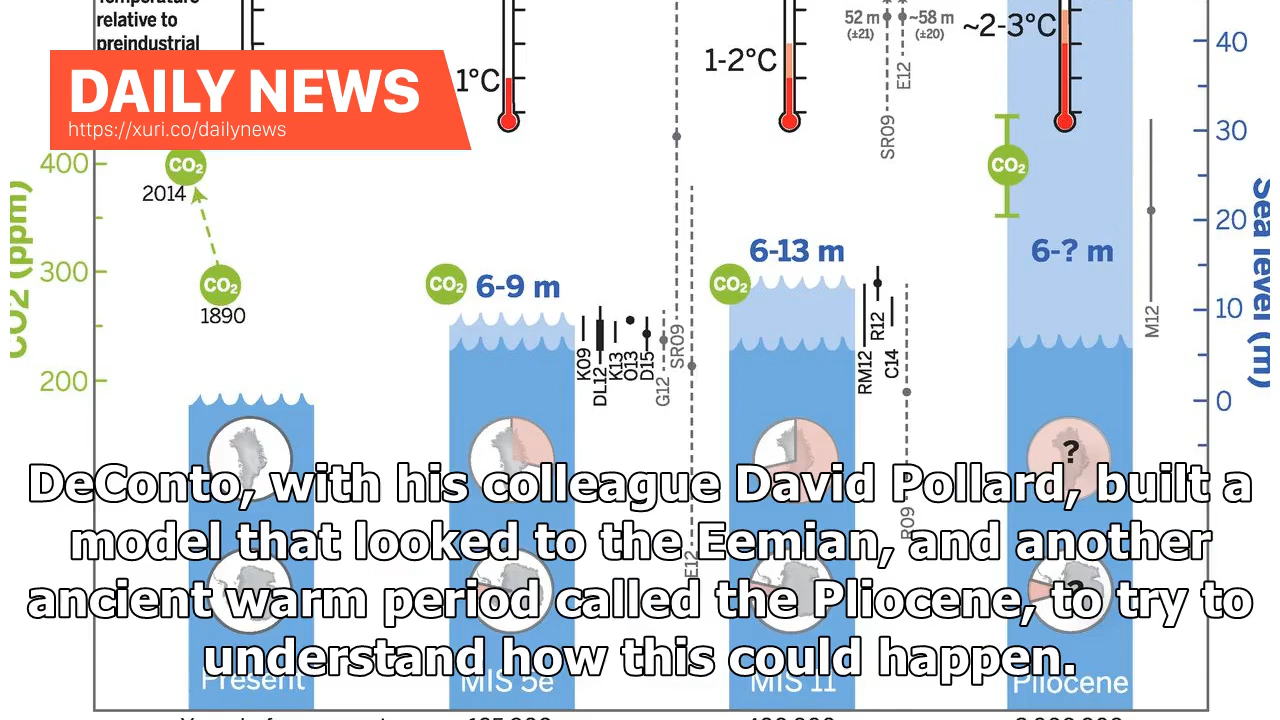 Temperature
relative to
preindustrial
DAILY NEWS
https://xuri.co/dailynews
1°C
1-2°C
~2-3°C
52 m
(±21)
~58 m
(±20)
SR09
E12
CO2 (ppm)
400
300
200
CO₂
2014
CO₂
1890
CO₂
6-9 m
K09
DL12
K13
O13
D15
G12
SR09
E12
CO₂
6-13 m
RM12
R12
C14
R09
CO₂
6-? m
M12
?
?
40
30
20
10
0
Sea level (m)
DeConto, with his colleague David Pollard, built a
model that looked to the Eemian, and another
ancient warm period called the Pliocene, to try to
understand how this could happen.
Present
MIS 5e
MIS 11
Pliocene